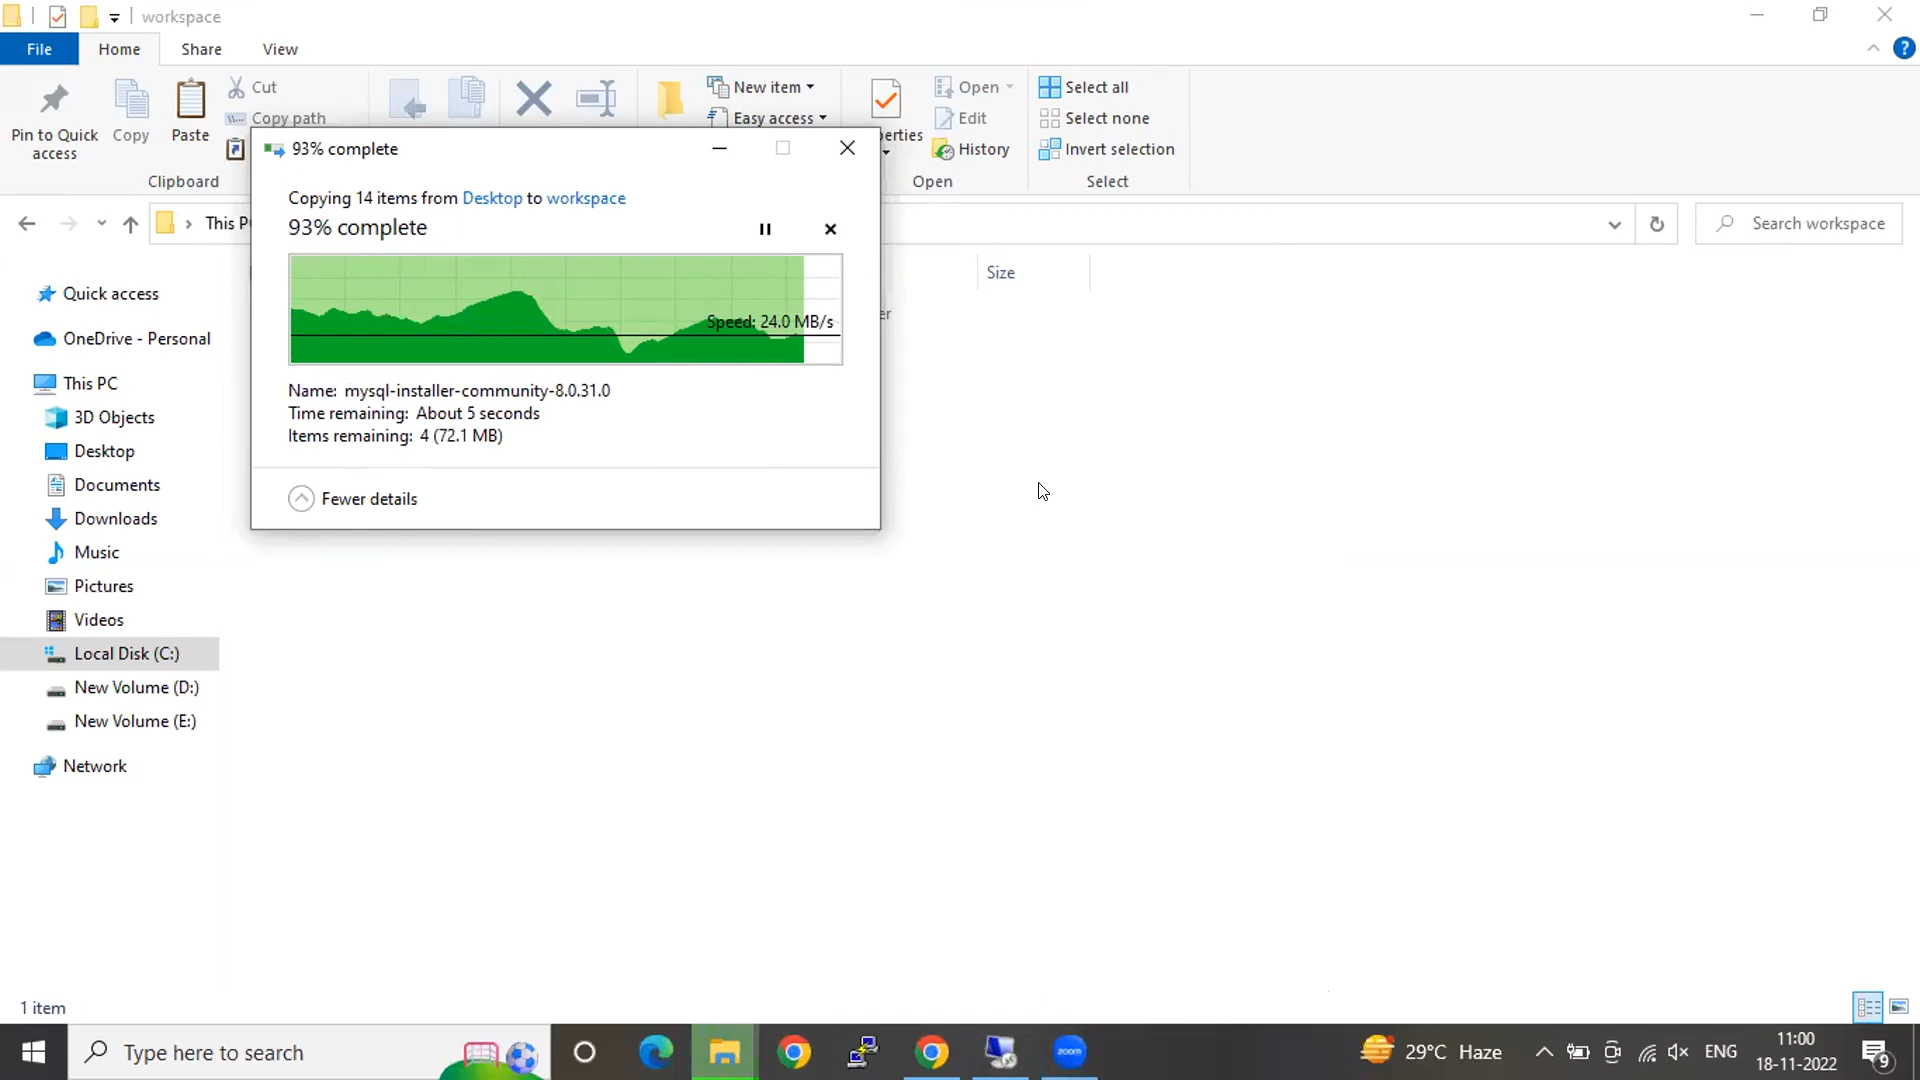 workspace
File Home Share View
Pin to Quick access
Copy
Paste
Cut
Copy path
Clipboard
New item
Easy access
erties
Open
Edit
History
Open
Select all
Select none
Invert selection
Select
93% complete
Copying 14 items from Desktop to workspace
93% complete
Speed: 24.0 MB/s
Name: mysql-installer-community-8.0.31.0
Time remaining: About 5 seconds
Items remaining: 4 (72.1 MB)
Fewer details
This P
Search workspace
Size
er
Quick access
OneDrive - Personal
This PC
3D Objects
Desktop
Documents
Downloads
Music
Pictures
Videos
Local Disk (C:)
New Volume (D:)
New Volume (E:)
Network
1 item
Type here to search
zoom
29°C Haze
ENG
11:00
18-11-2022
9